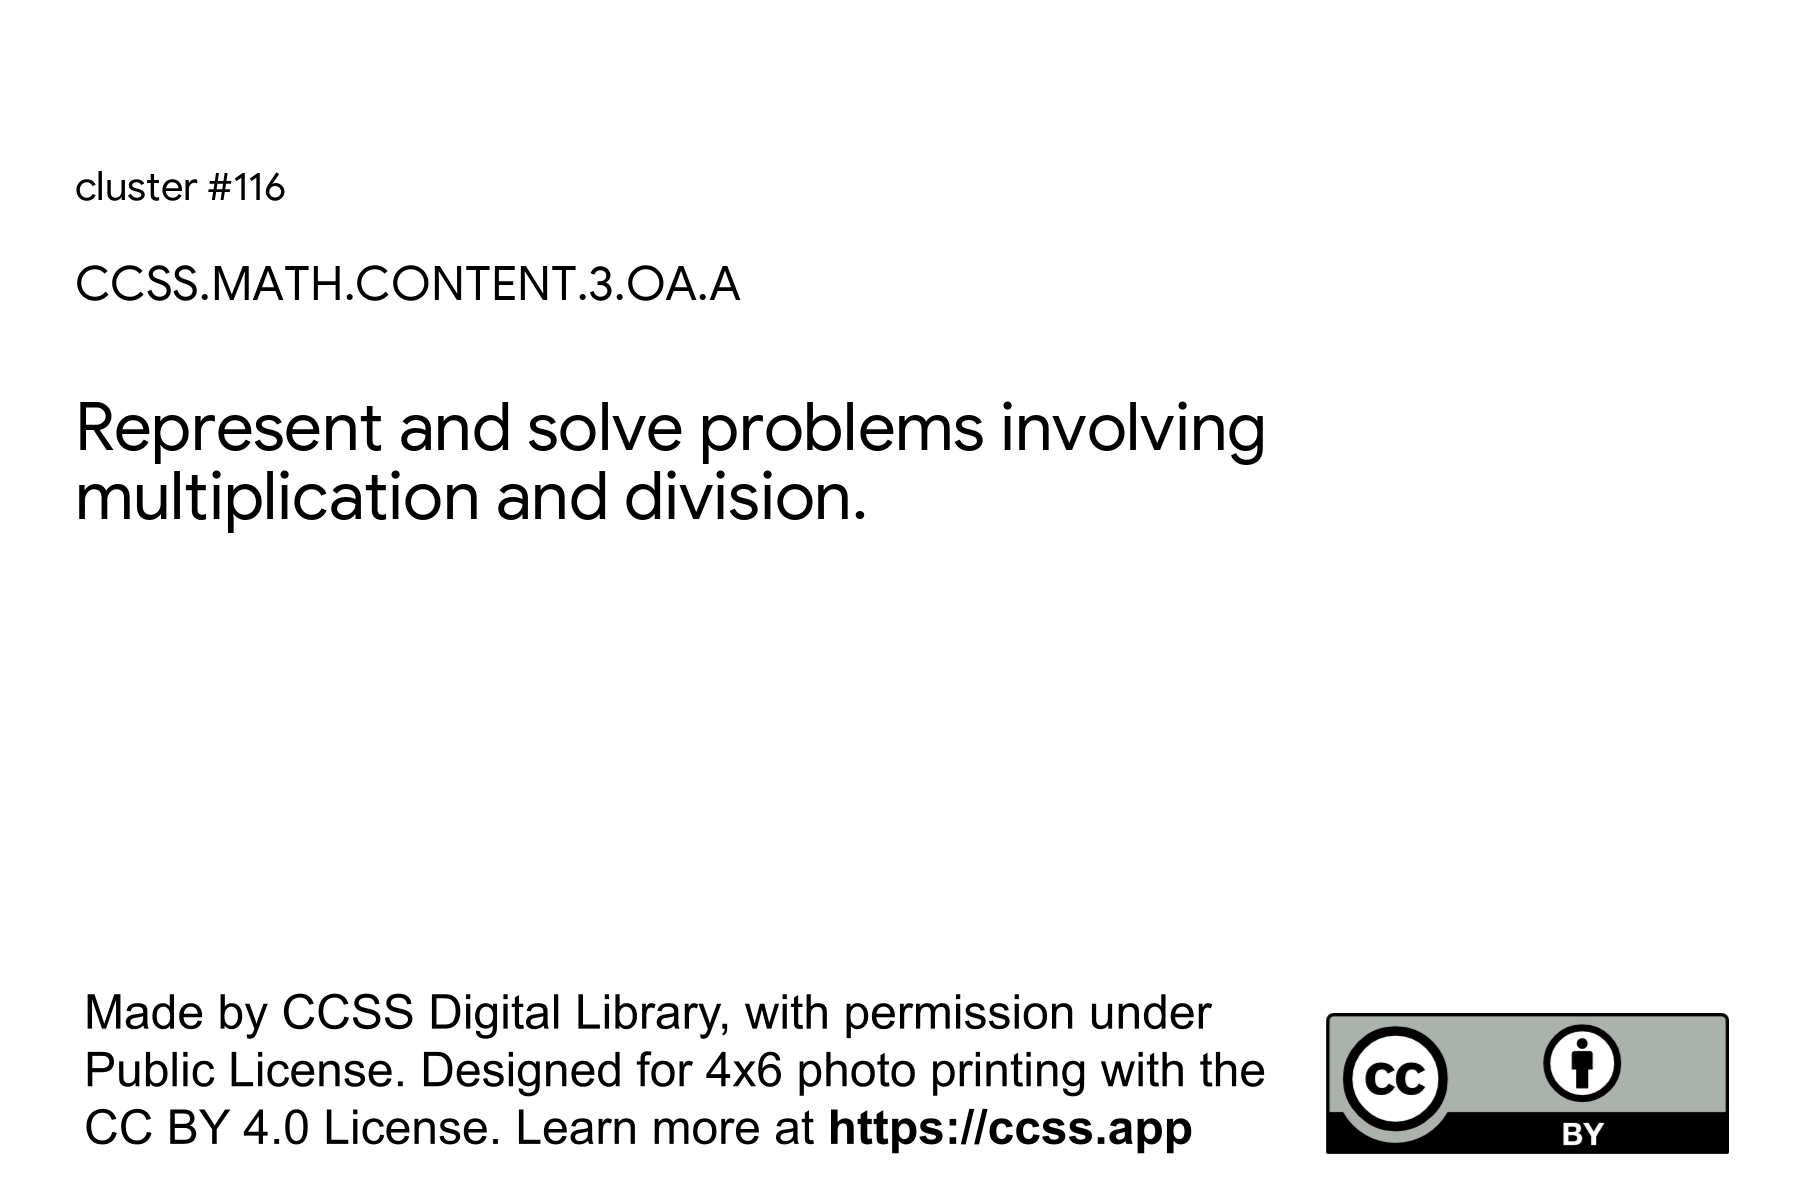 cluster #116
CCSS.MATH.CONTENT.3.OA.A
Represent and solve problems involving
multiplication and division.
Made by CCSS Digital Library, with permission under
Public License. Designed for 4x6 photo printing with the
CC BY 4.0 License. Learn more at https://ccss.app
CC
BY